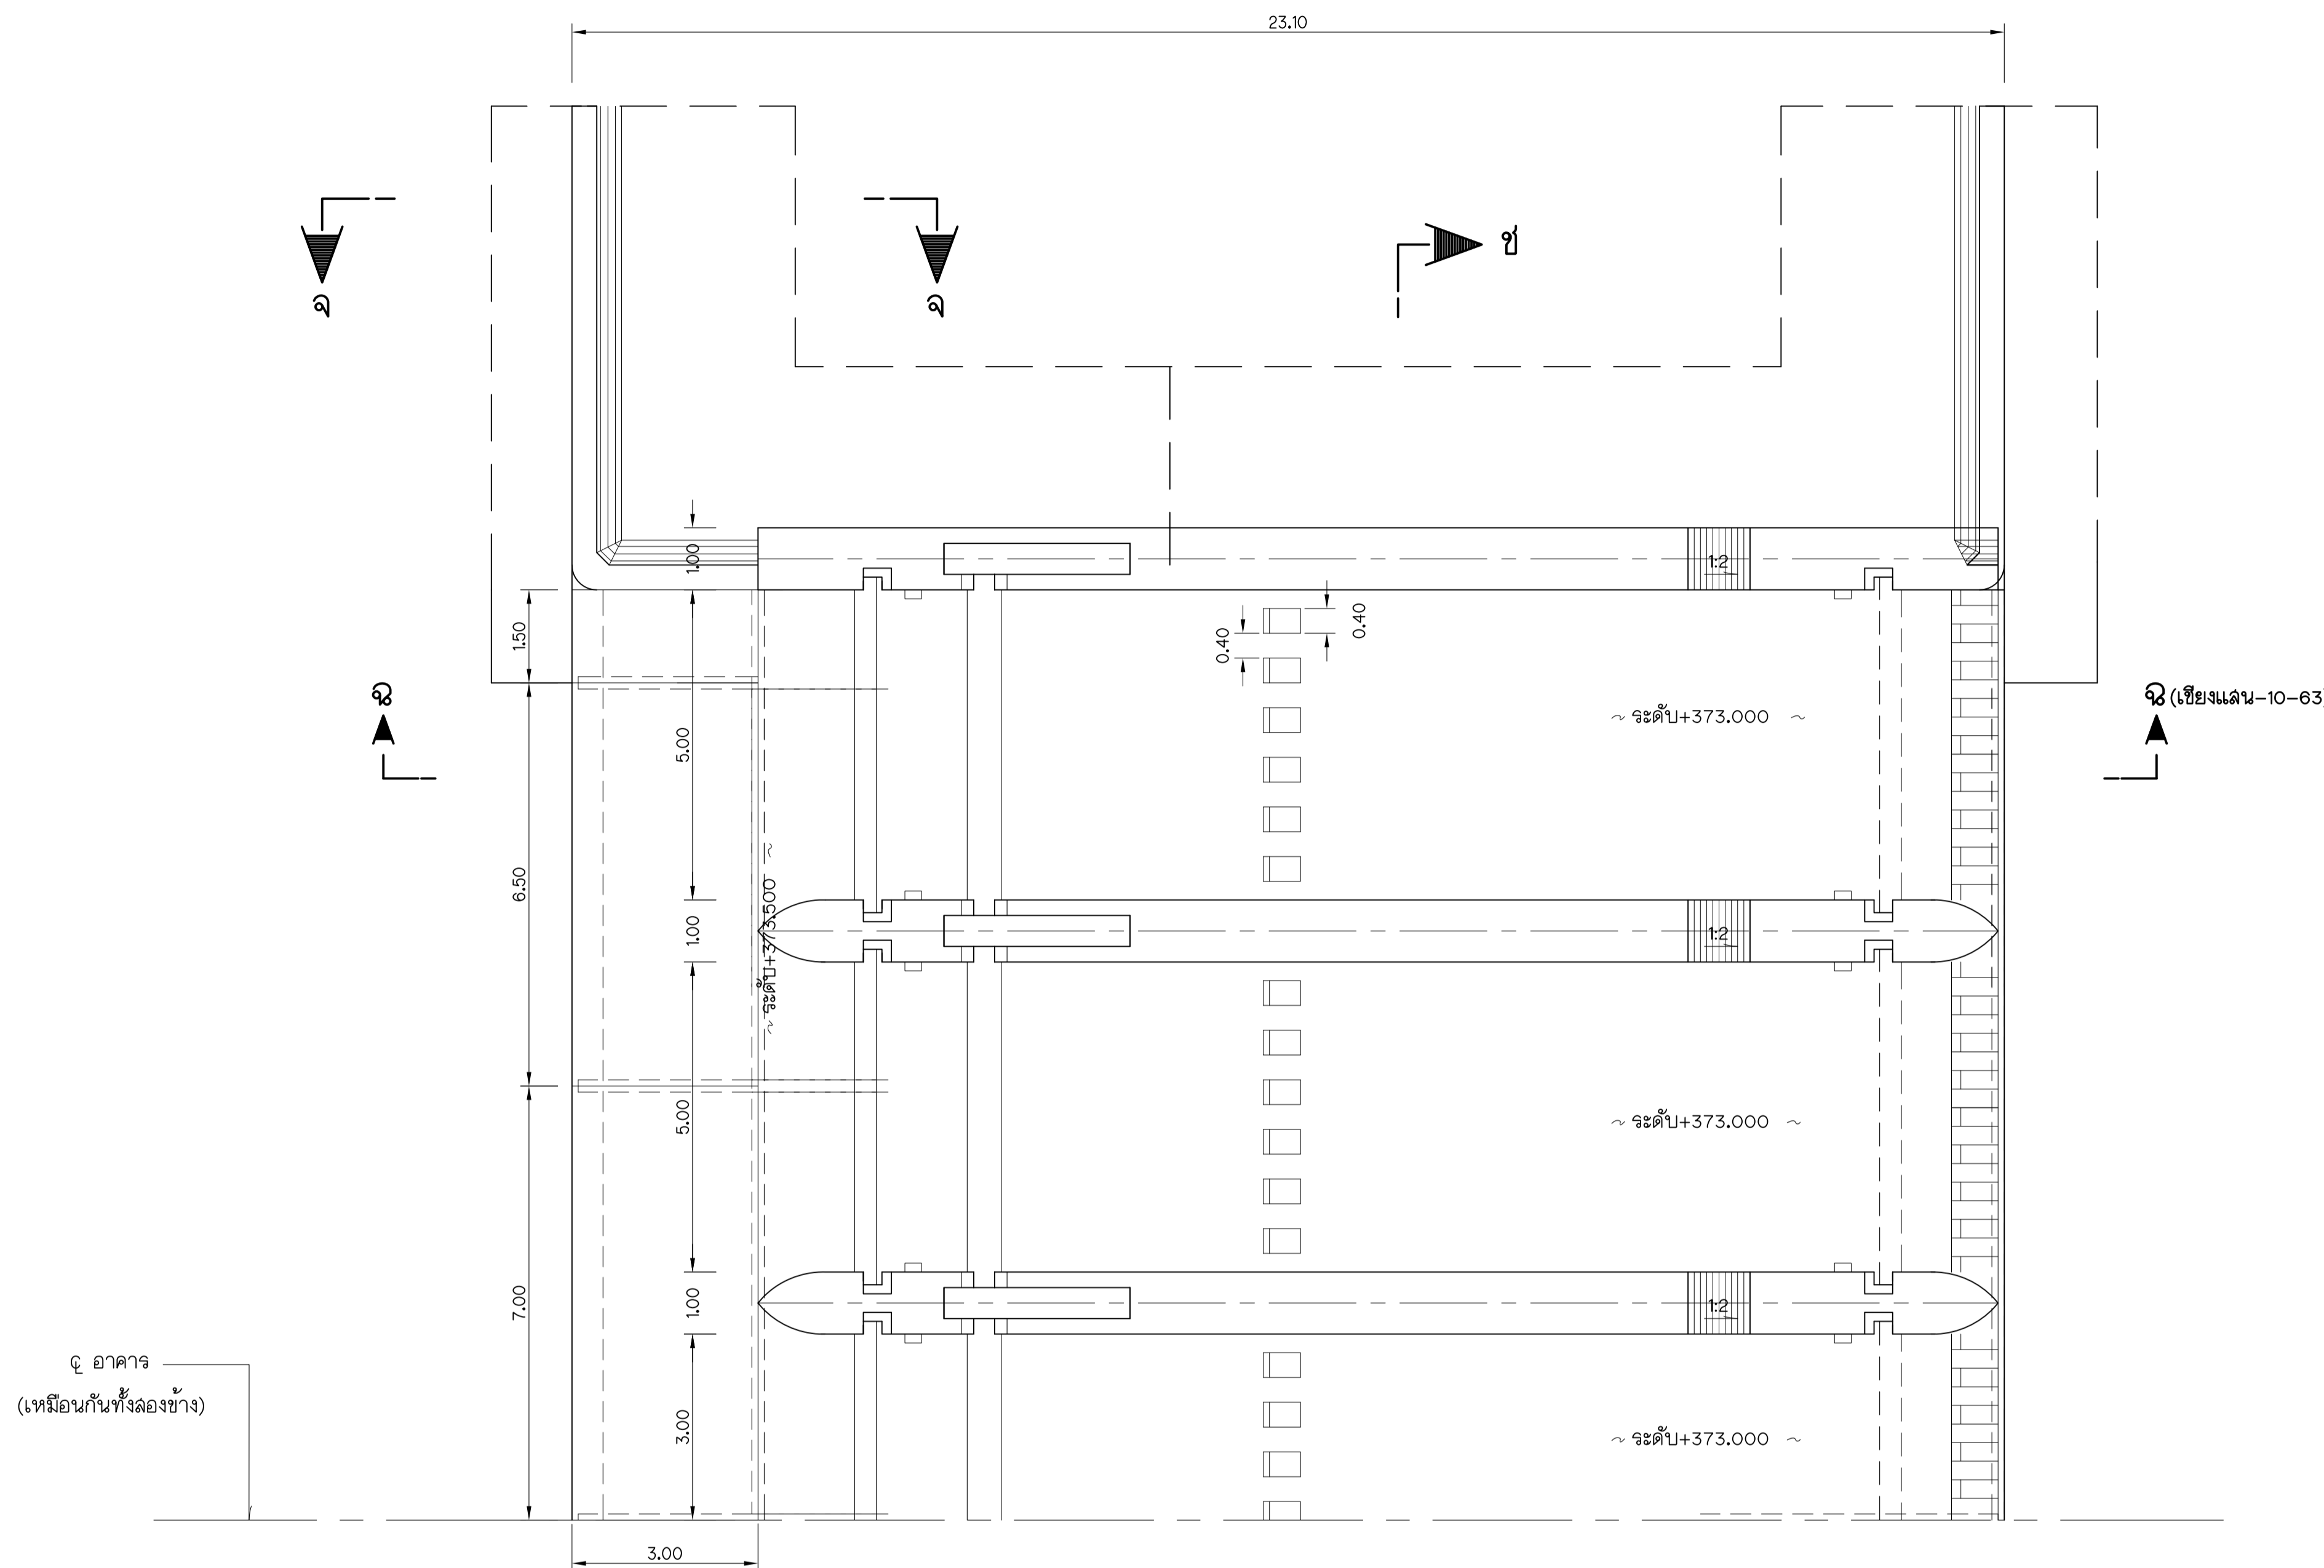 23.10
ช
จ
จ
1.00
1:2
1.50
0.40
0.40
ฉ
ฉ (เชียงแสน-10-63)
~ ระดับ+373.000 ~
5.00
6.50
~ ระดับ+373.500 ~
1.00
1:2
5.00
~ ระดับ+373.000 ~
7.00
1.00
1:2
℄ อาคาร
(เหมือนกันทั้งสองข้าง)
3.00
~ ระดับ+373.000 ~
3.00